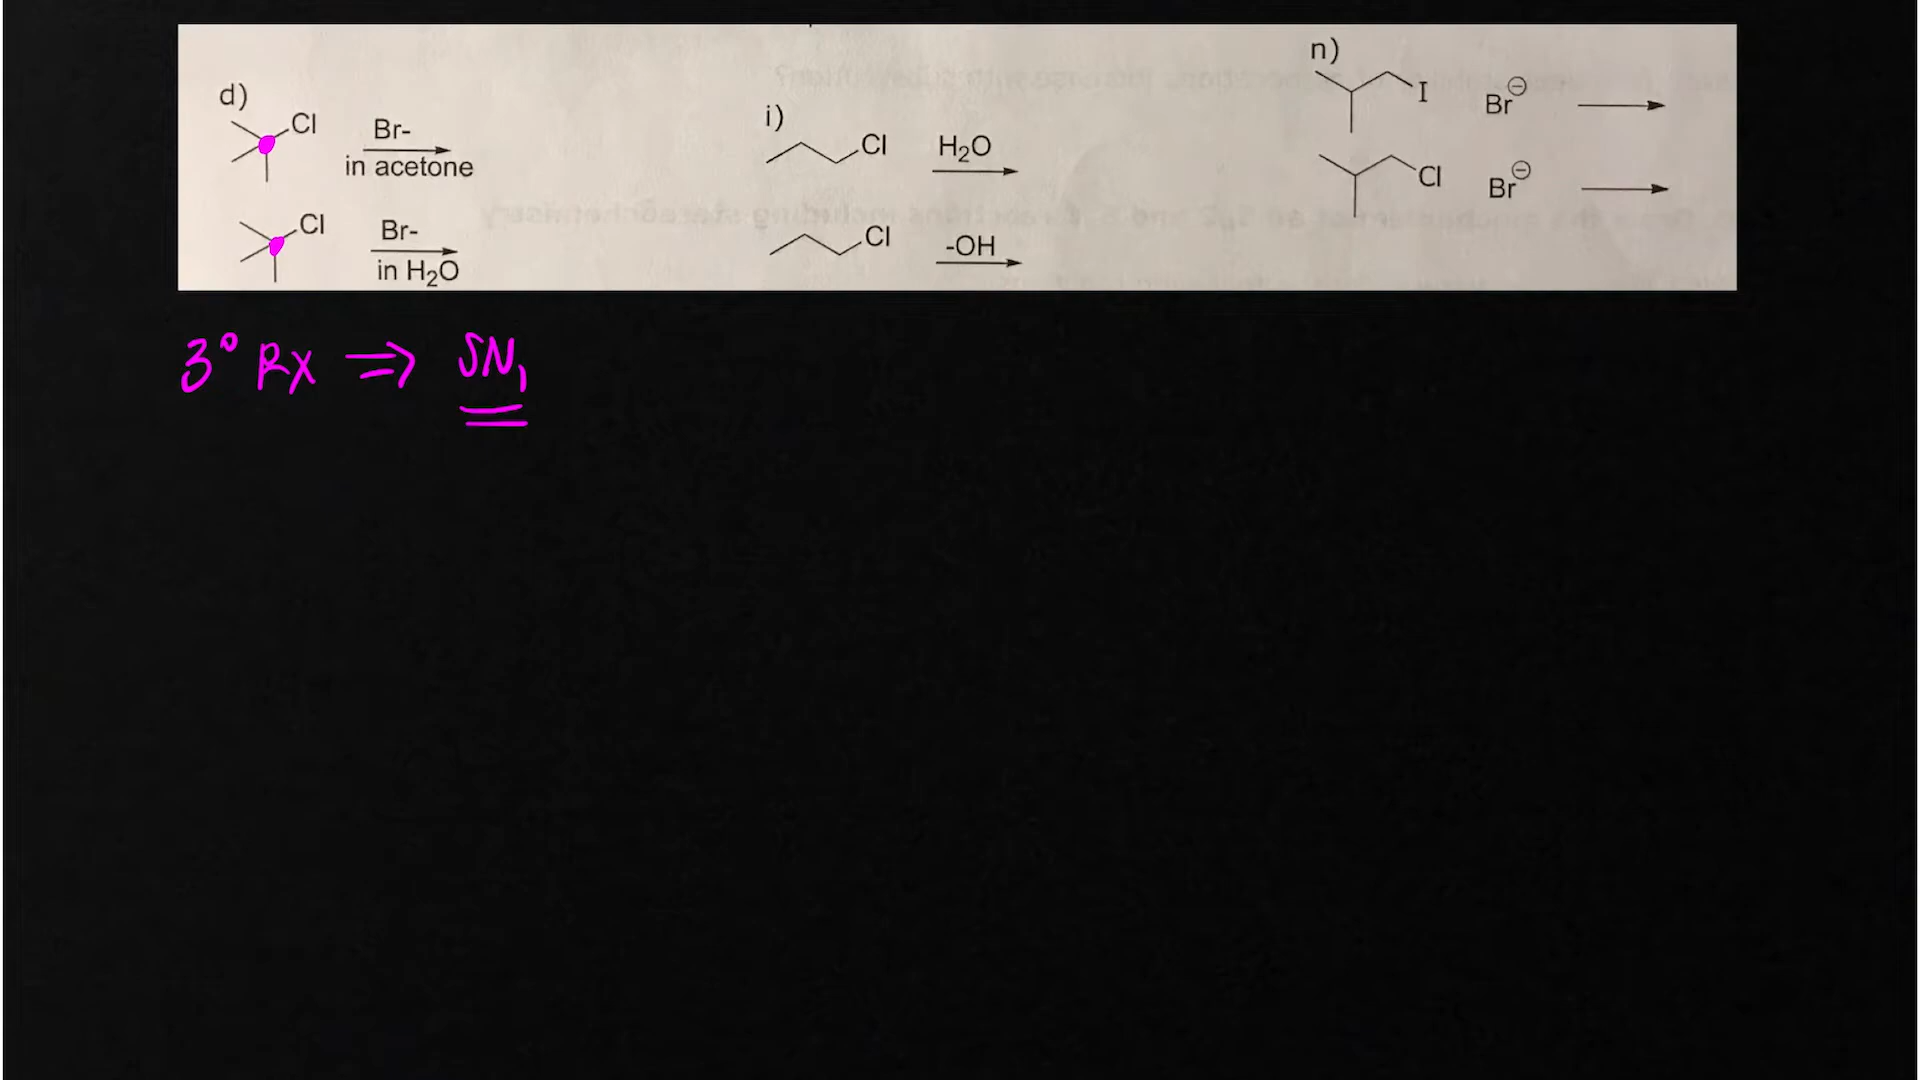 d)
Cl
Br-
in acetone
Cl
Br-
in H₂O
i)
Cl
H₂O
Cl
-OH
n)
I
Br⊖
Cl
Br⊖
3° RX ⇒ SN₁